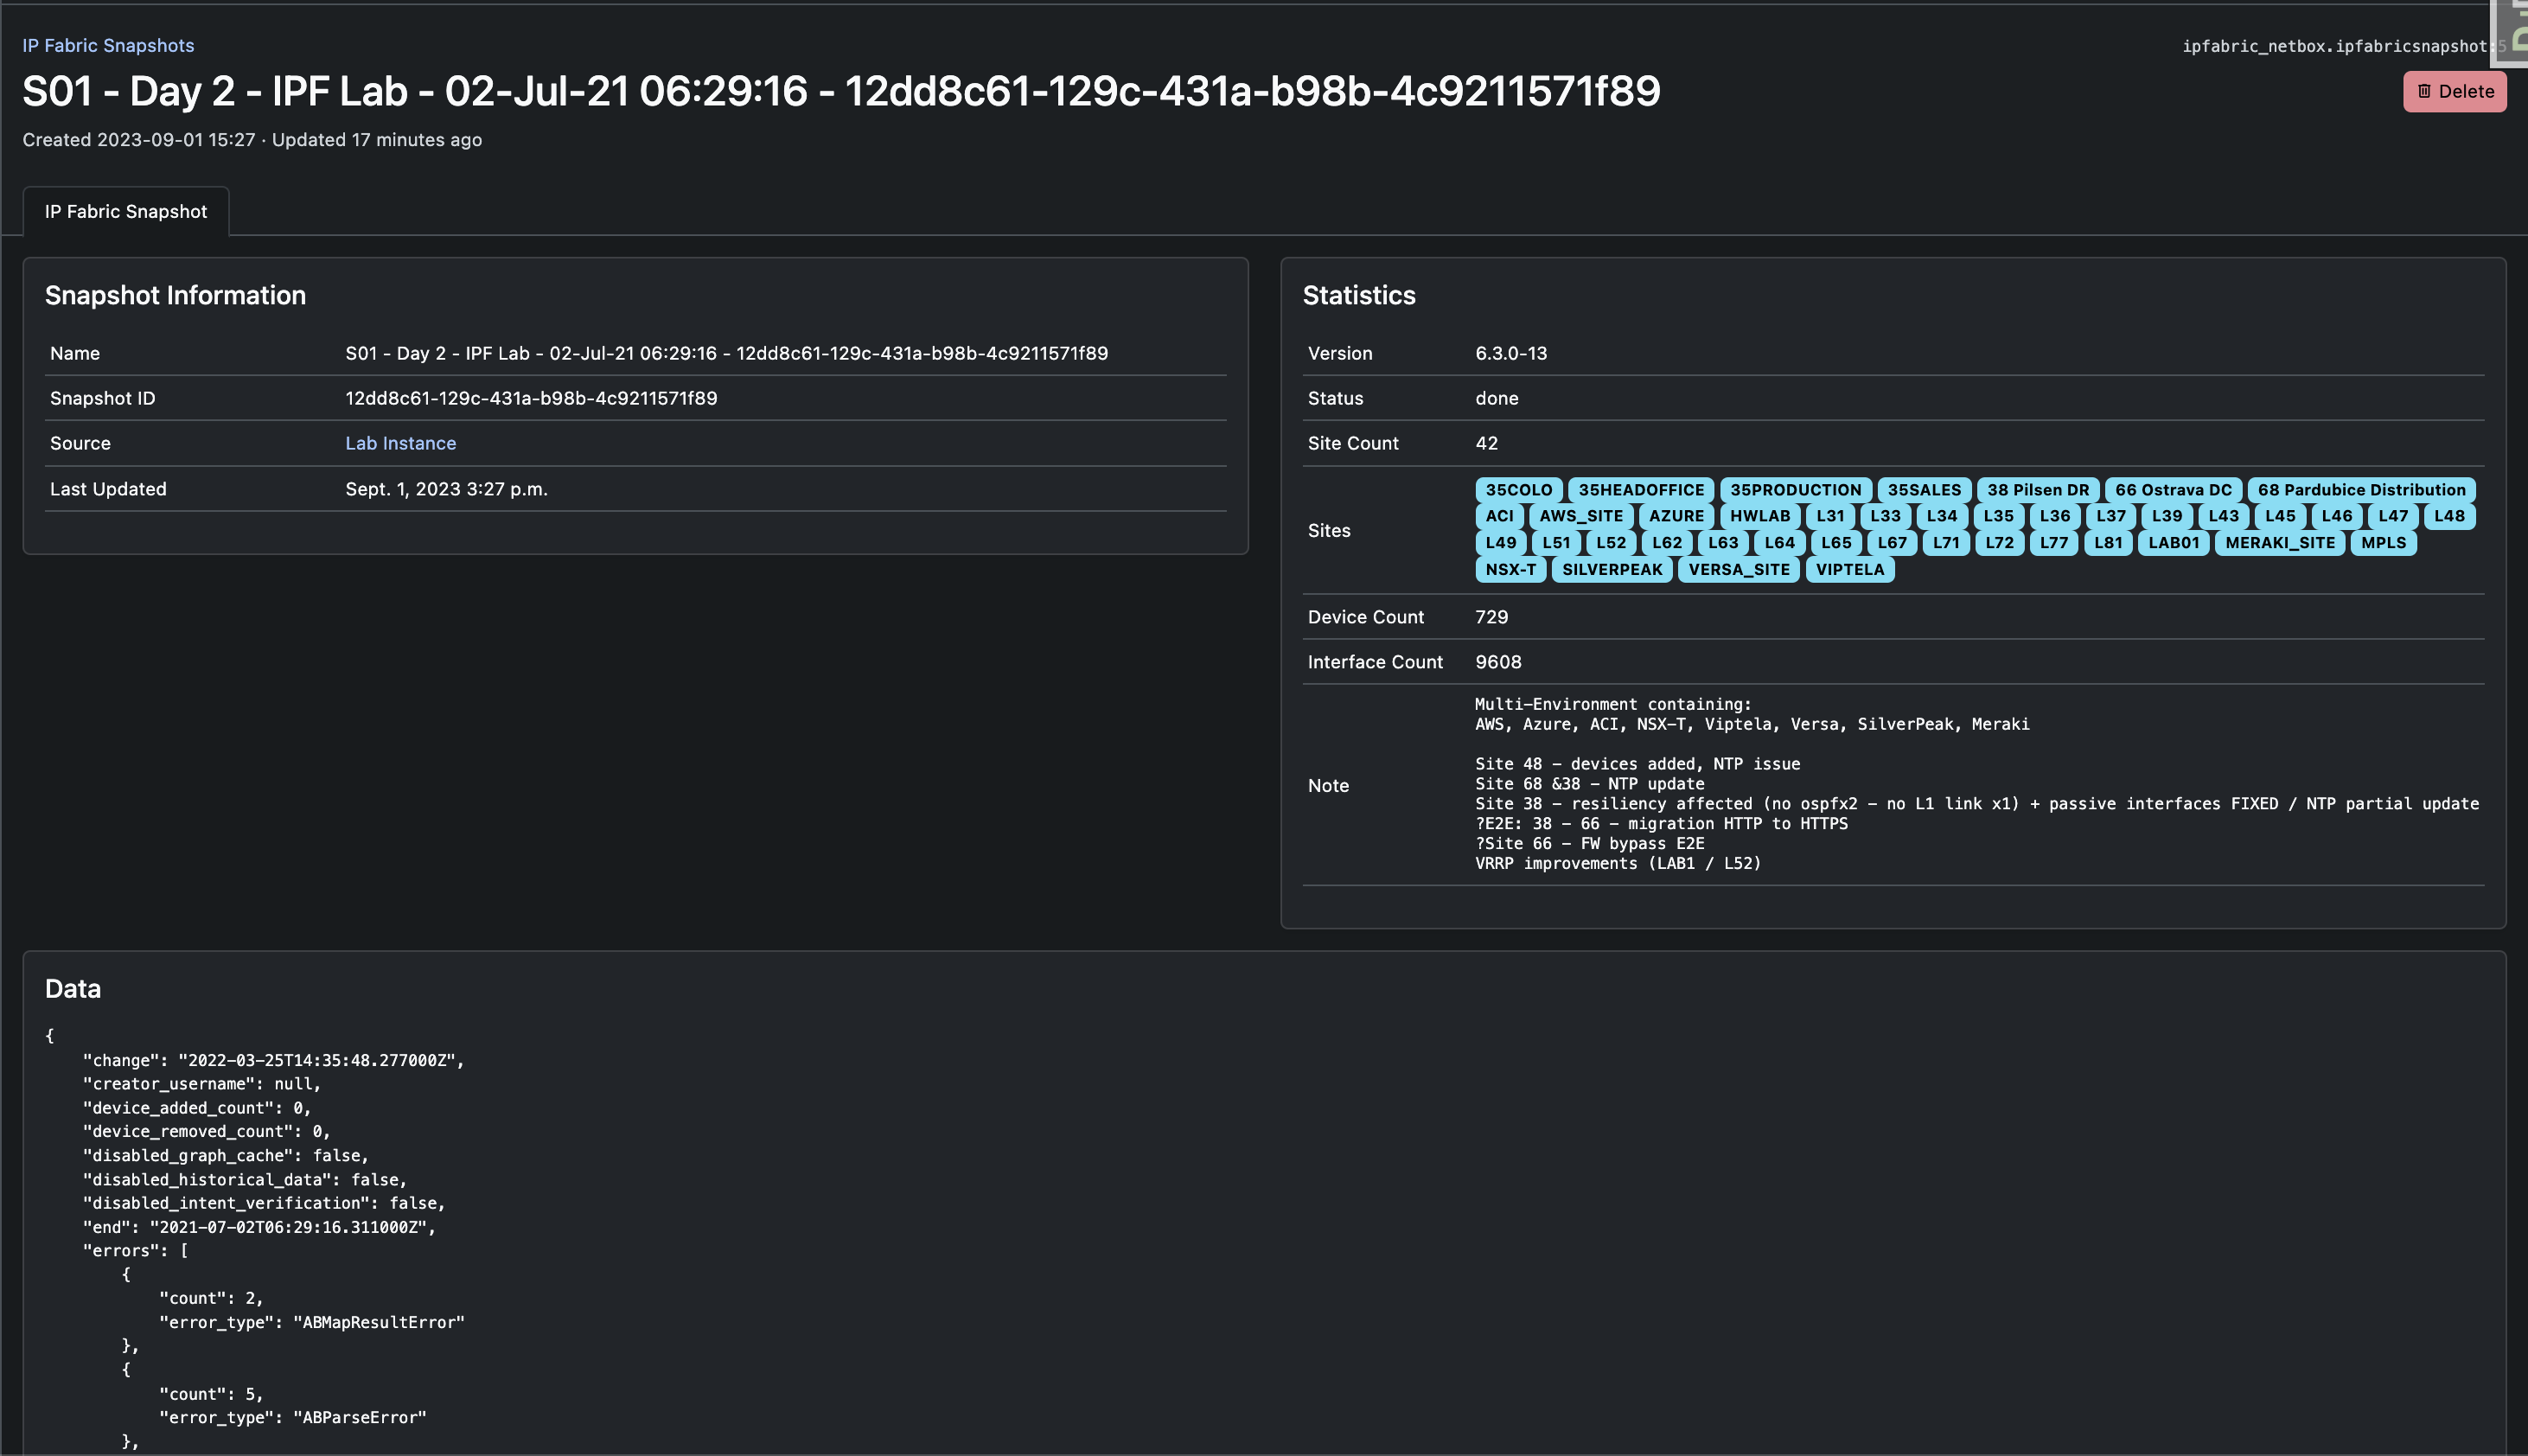 IP Fabric Snapshots
ipfabric_netbox.ipfabricsnapshot:5
S01 - Day 2 - IPF Lab - 02-Jul-21 06:29:16 - 12dd8c61-129c-431a-b98b-4c9211571f89
Delete
Created 2023-09-01 15:27 · Updated 17 minutes ago
IP Fabric Snapshot
Snapshot Information
Name S01 - Day 2 - IPF Lab - 02-Jul-21 06:29:16 - 12dd8c61-129c-431a-b98b-4c9211571f89
Snapshot ID 12dd8c61-129c-431a-b98b-4c9211571f89
Source Lab Instance
Last Updated Sept. 1, 2023 3:27 p.m.
Statistics
Version 6.3.0-13
Status done
Site Count 42
Sites
35COLO 35HEADOFFICE 35PRODUCTION 35SALES 38 Pilsen DR 66 Ostrava DC 68 Pardubice Distribution
ACI AWS_SITE AZURE HWLAB L31 L33 L34 L35 L36 L37 L39 L43 L45 L46 L47 L48
L49 L51 L52 L62 L63 L64 L65 L67 L71 L72 L77 L81 LAB01 MERAKI_SITE MPLS
NSX-T SILVERPEAK VERSA_SITE VIPTELA
Device Count 729
Interface Count 9608
Note
Multi-Environment containing:
AWS, Azure, ACI, NSX-T, Viptela, Versa, SilverPeak, Meraki
Site 48 - devices added, NTP issue
Site 68 &38 - NTP update
Site 38 - resiliency affected (no ospfx2 - no L1 link x1) + passive interfaces FIXED / NTP partial update
?E2E: 38 - 66 - migration HTTP to HTTPS
?Site 66 - FW bypass E2E
VRRP improvements (LAB1 / L52)
Data
{
"change": "2022-03-25T14:35:48.277000Z",
"creator_username": null,
"device_added_count": 0,
"device_removed_count": 0,
"disabled_graph_cache": false,
"disabled_historical_data": false,
"disabled_intent_verification": false,
"end": "2021-07-02T06:29:16.311000Z",
"errors": [
{
"count": 2,
"error_type": "ABMapResultError"
},
{
"count": 5,
"error_type": "ABParseError"
},